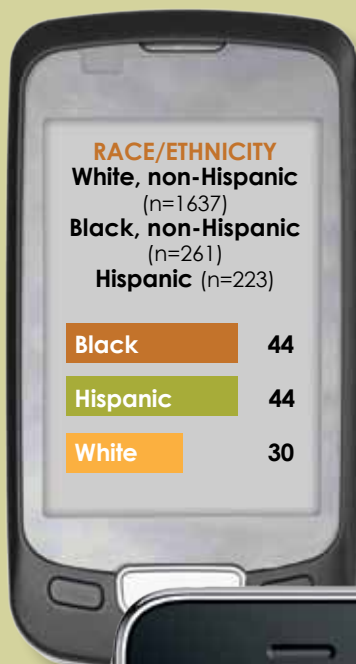 RACE/ETHNICITY
White, non-Hispanic
(n=1637)
Black, non-Hispanic
(n=261)
Hispanic (n=223)
Black 44
Hispanic 44
White 30